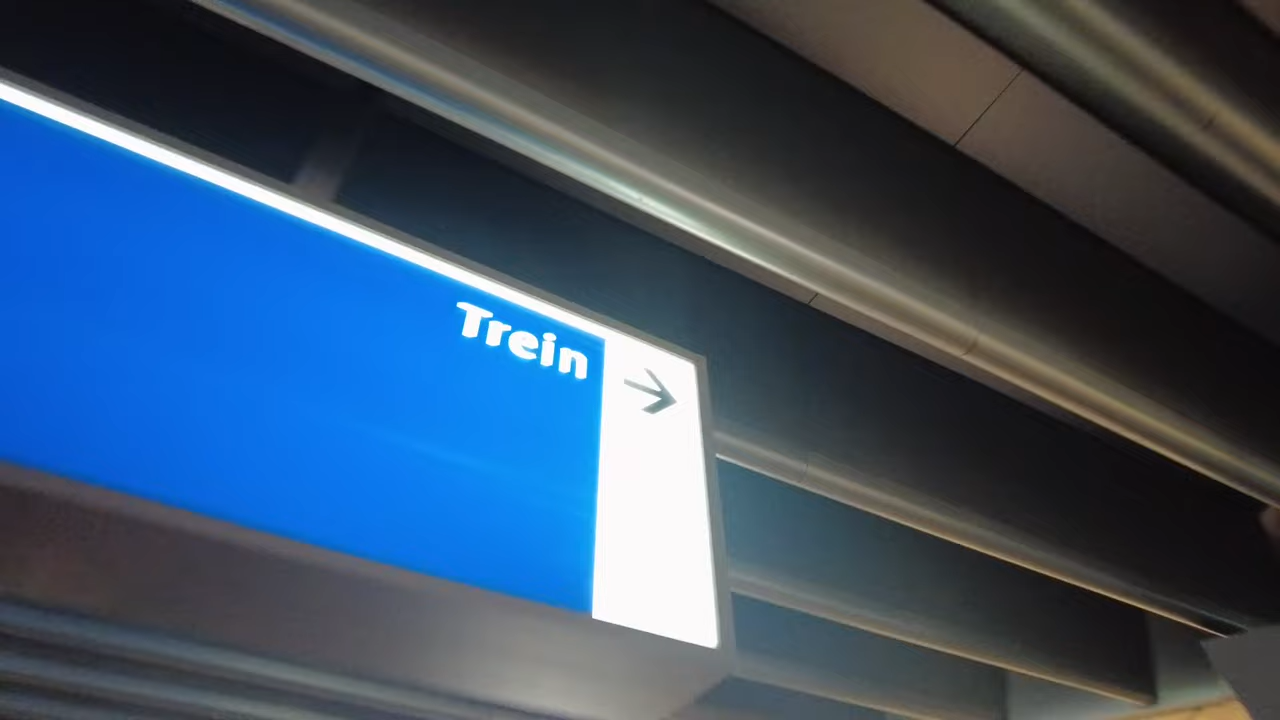 Trein →